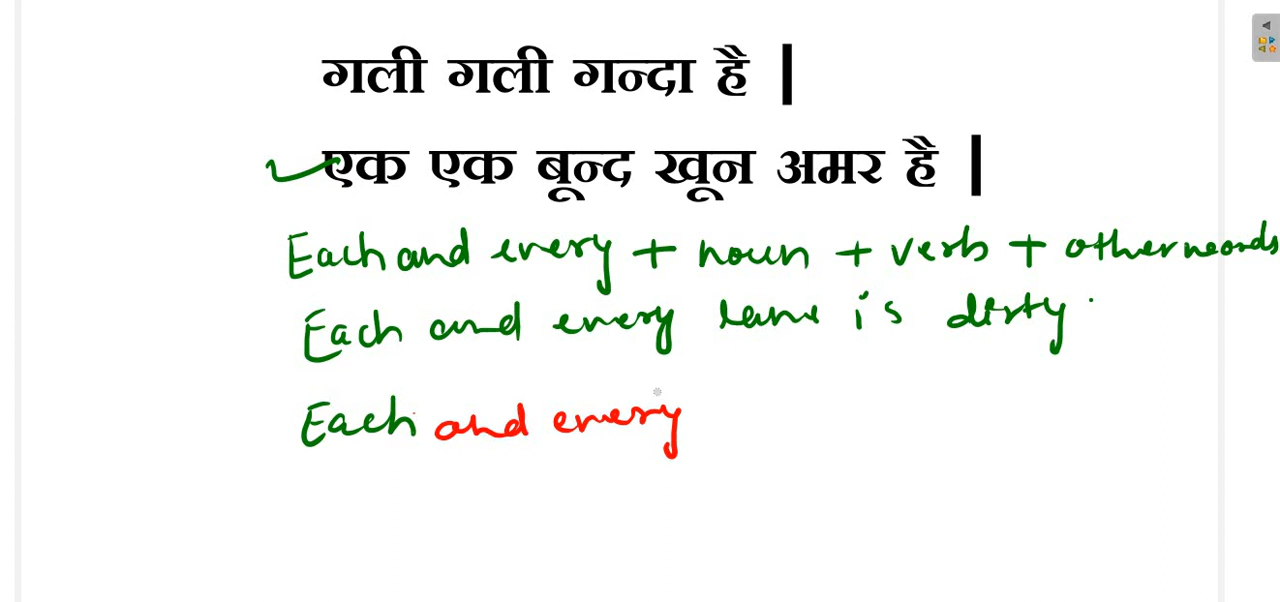 गली गली गन्दा है |
एक एक बून्द खून अमर है |
Each and every + noun + verb + other words
Each and every lane is dirty.
Each and every